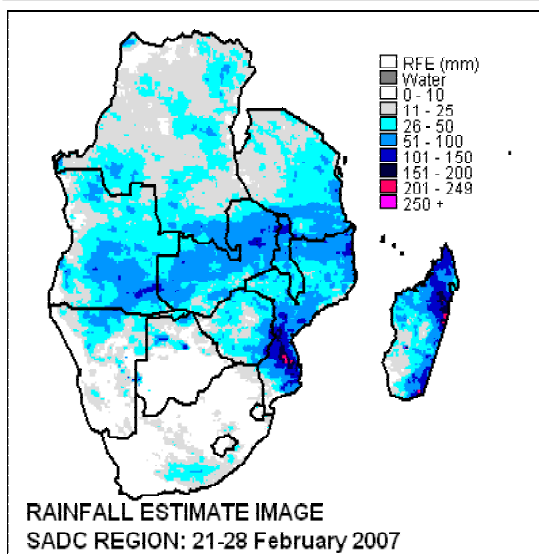 RFE (mm)
Water
0 - 10
11 - 25
26 - 50
51 - 100
101 - 150
151 - 200
201 - 249
250 +
RAINFALL ESTIMATE IMAGE
SADC REGION: 21-28 February 2007